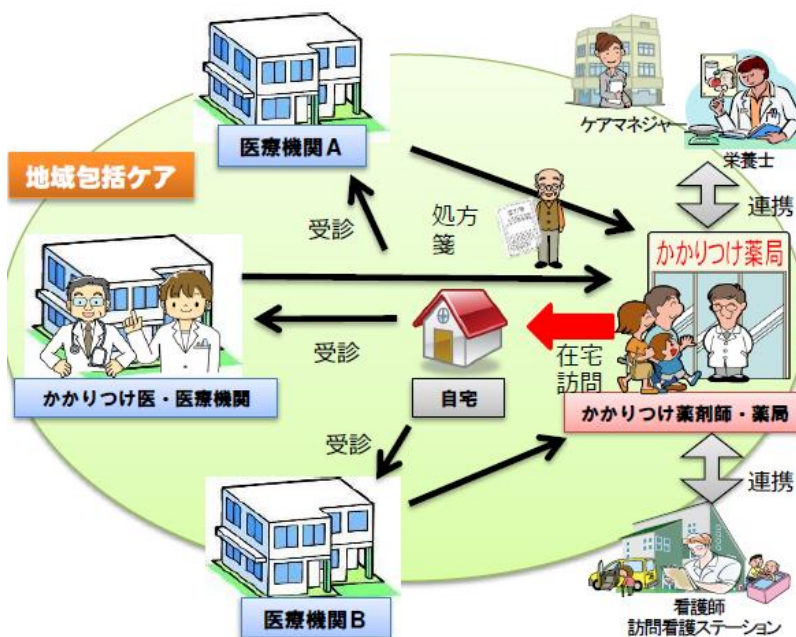 医療機関A
ケアマネジャー
栄養士
地域包括ケア
受診
処方
箋
連携
かかりつけ薬局
受診
在宅
訪問
かかりつけ医・医療機関
自宅
かかりつけ薬剤師・薬局
受診
連携
医療機関B
看護師
訪問看護ステーション